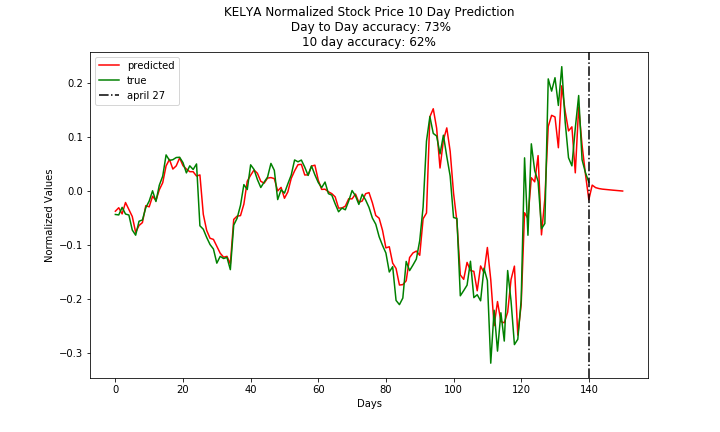 KELYA Normalized Stock Price 10 Day Prediction
Day to Day accuracy: 73%
10 day accuracy: 62%
predicted
true
april 27
Normalized Values
0.2
0.1
0.0
−0.1
−0.2
−0.3
0 20 40 60 80 100 120 140
Days